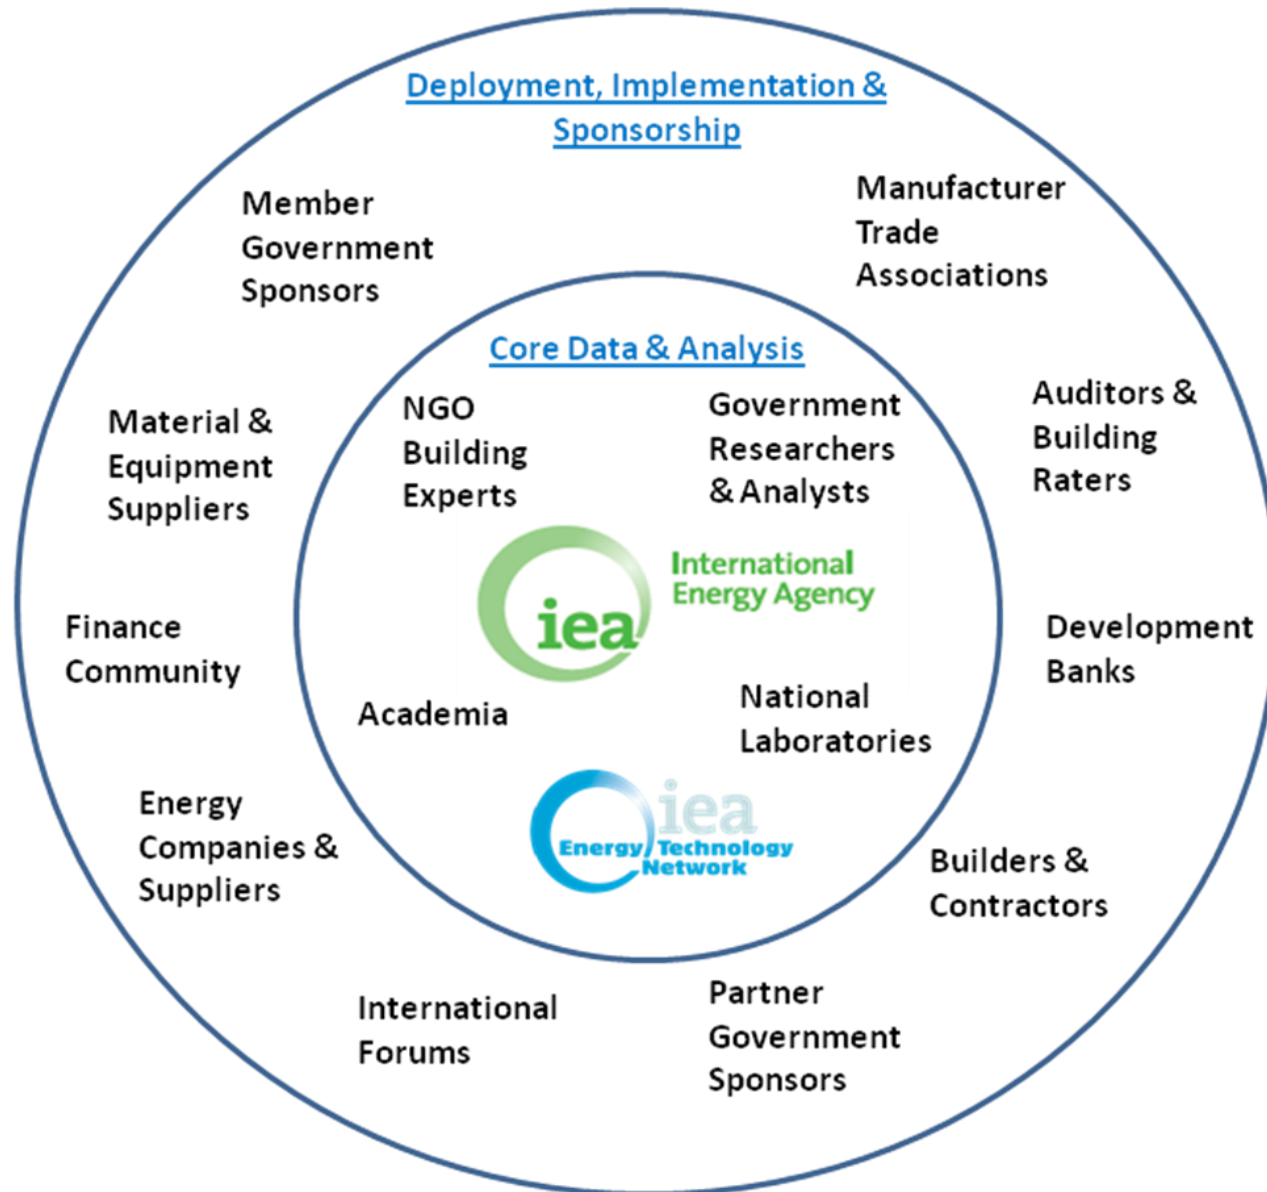 Deployment, Implementation &
Sponsorship
Member
Government
Sponsors
Manufacturer
Trade
Associations
Core Data & Analysis
Material &
Equipment
Suppliers
NGO
Building
Experts
Government
Researchers
& Analysts
Auditors &
Building
Raters
iea
International
Energy Agency
Finance
Community
Development
Banks
Academia
National
Laboratories
iea
Energy Technology
Network
Energy
Companies &
Suppliers
Builders &
Contractors
International
Forums
Partner
Government
Sponsors